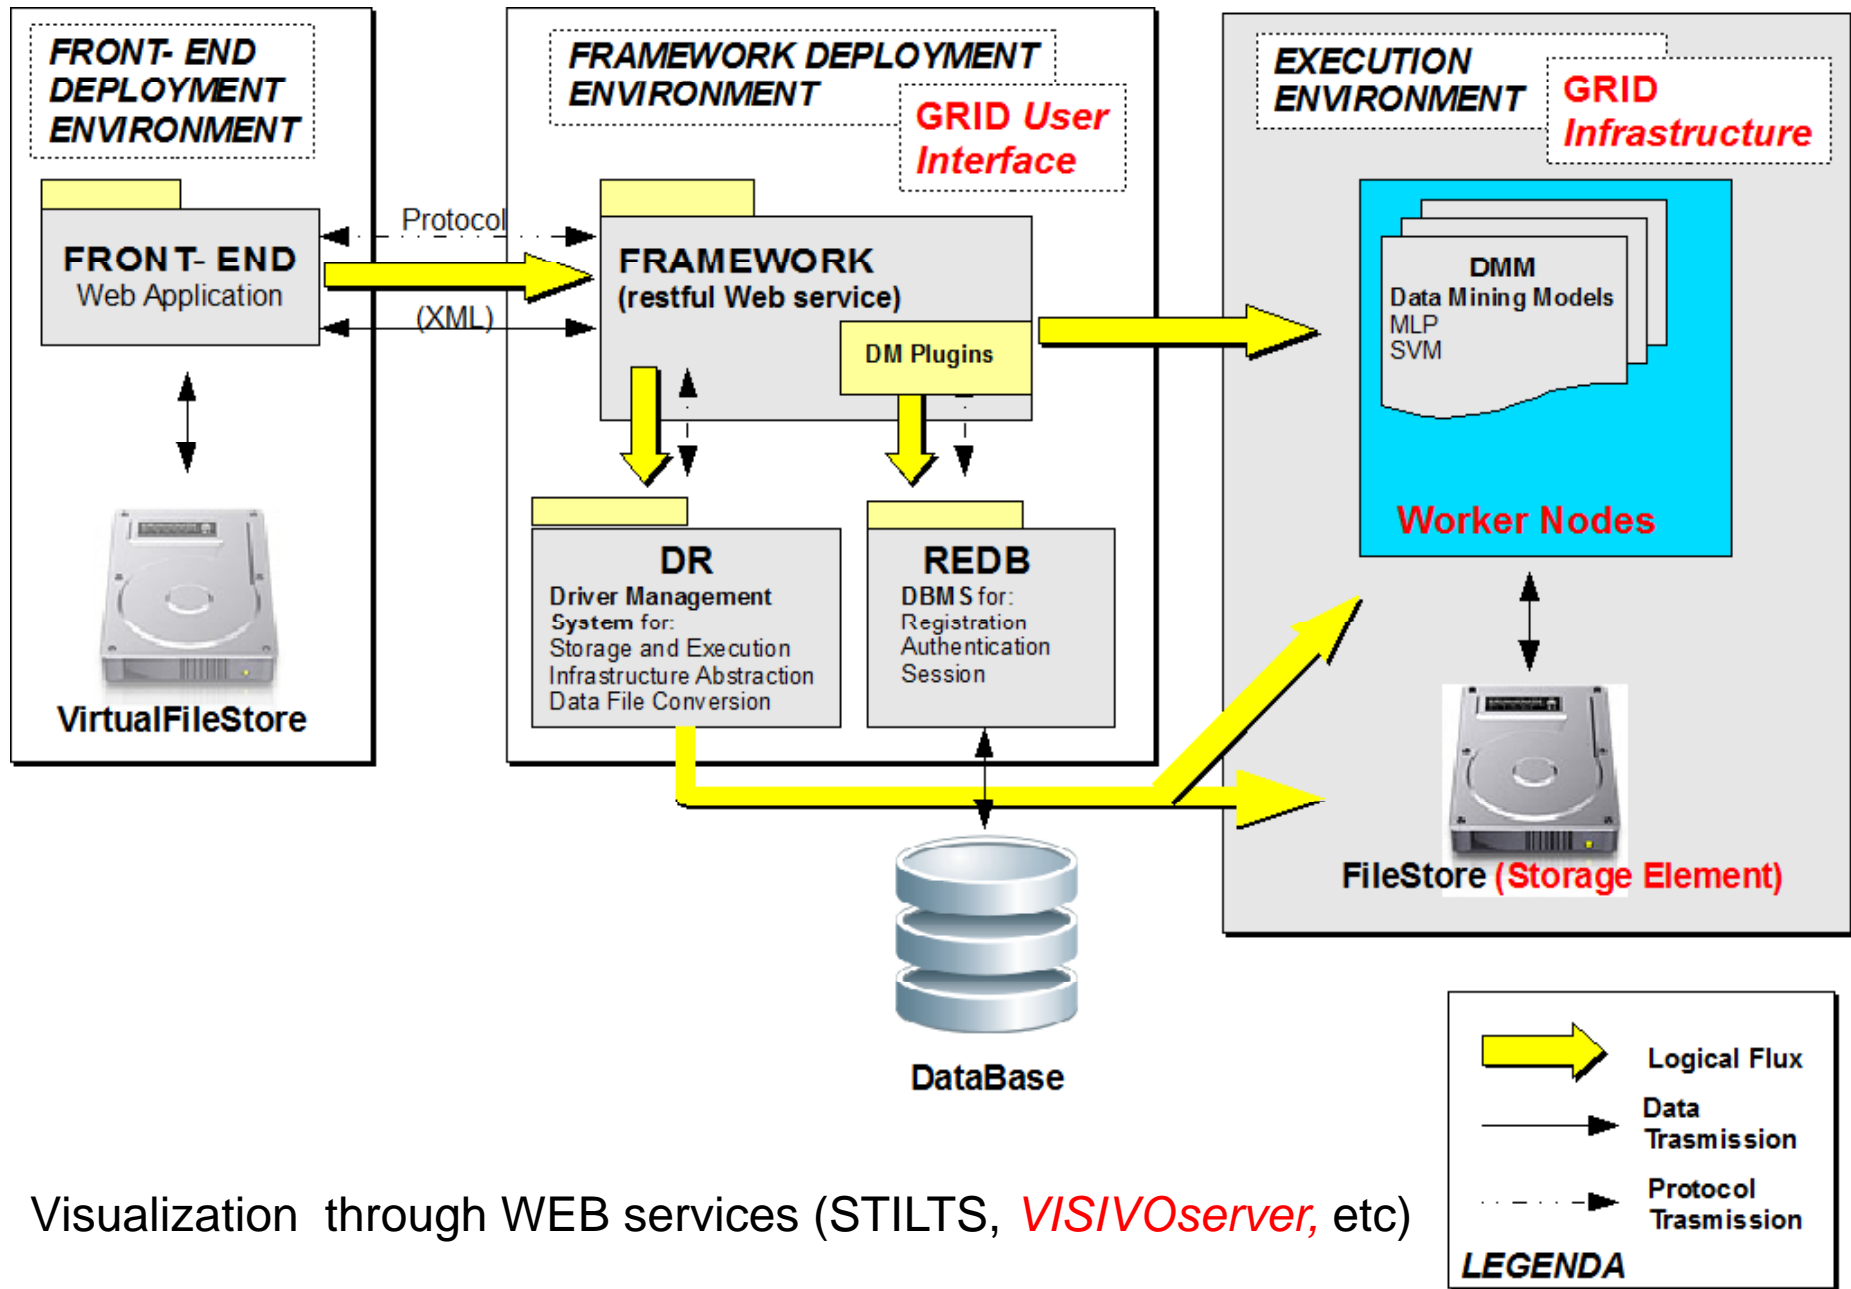 FRONT- END
DEPLOYMENT
ENVIRONMENT
FRONT- END
Web Application
VirtualFileStore
Protocol
(XML)
FRAMEWORK DEPLOYMENT
ENVIRONMENT
GRID User
Interface
FRAMEWORK
(restful Web service)
DM Plugins
DR
Driver Management
System for:
Storage and Execution
Infrastructure Abstraction
Data File Conversion
REDB
DBMS for:
Registration
Authentication
Session
DataBase
EXECUTION
ENVIRONMENT
GRID
Infrastructure
DMM
Data Mining Models
MLP
SVM
Worker Nodes
FileStore (Storage Element)
Logical Flux
Data
Trasmission
Protocol
Trasmission
LEGENDA
Visualization through WEB services (STILTS, VISIVOserver, etc)